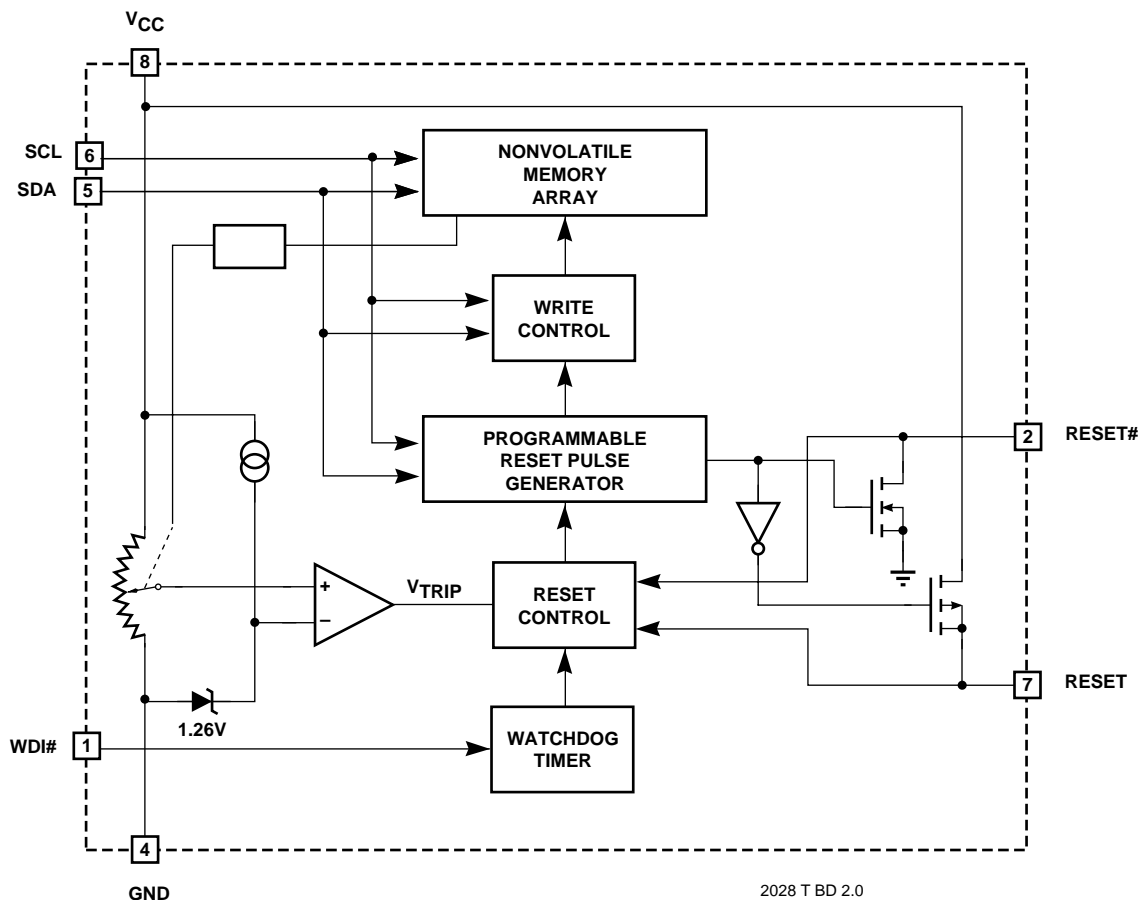 VCC
8
SCL
6
SDA
5
NONVOLATILE
MEMORY
ARRAY
WRITE
CONTROL
PROGRAMMABLE
RESET PULSE
GENERATOR
2
RESET#
+
–
VTRIP
RESET
CONTROL
7
RESET
1.26V
WDI#
1
WATCHDOG
TIMER
4
GND
2028 T BD 2.0